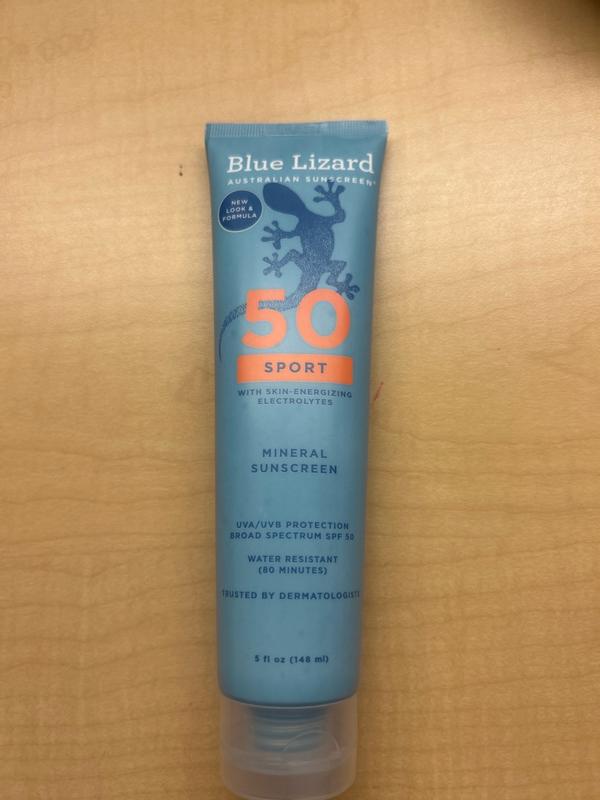 Blue Lizard
AUSTRALIAN SUNSCREEN
NEW
LOOK &
FORMULA
50
SPORT
WITH SKIN-ENERGIZING
ELECTROLYTES
MINERAL
SUNSCREEN
UVA/UVB PROTECTION
BROAD SPECTRUM SPF 50
WATER RESISTANT
(80 MINUTES)
TRUSTED BY DERMATOLOGISTS
5 fl oz (148 ml)